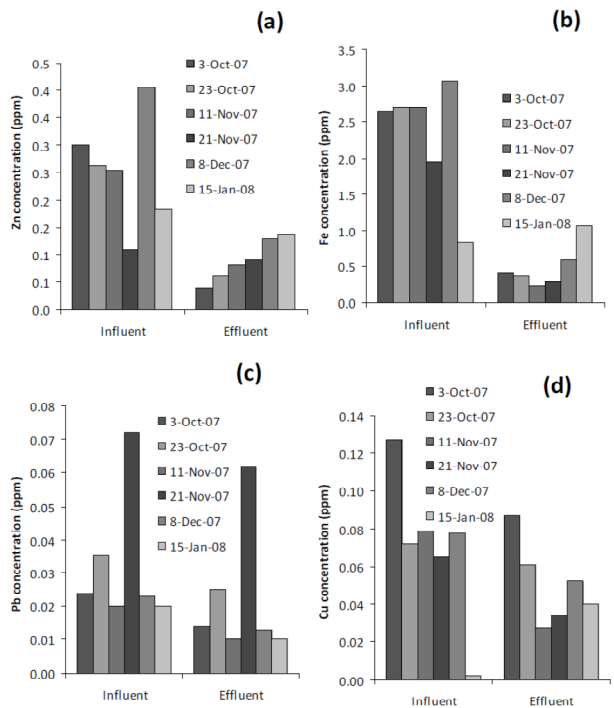 (a)
Zn concentration (ppm)
0.5
0.4
0.4
0.3
0.3
0.2
0.2
0.1
0.1
0.0
3-Oct-07
23-Oct-07
11-Nov-07
21-Nov-07
8-Dec-07
15-Jan-08
Influent
Effluent
(b)
Fe concentration (ppm)
3.5
3.0
2.5
2.0
1.5
1.0
0.5
0.0
3-Oct-07
23-Oct-07
11-Nov-07
21-Nov-07
8-Dec-07
15-Jan-08
Influent
Effluent
(c)
Pb concentration (ppm)
0.08
0.07
0.06
0.05
0.04
0.03
0.02
0.01
0.00
3-Oct-07
23-Oct-07
11-Nov-07
21-Nov-07
8-Dec-07
15-Jan-08
Influent
Effluent
(d)
Cu concentration (ppm)
0.14
0.12
0.10
0.08
0.06
0.04
0.02
0.00
3-Oct-07
23-Oct-07
11-Nov-07
21-Nov-07
8-Dec-07
15-Jan-08
Influent
Effluent